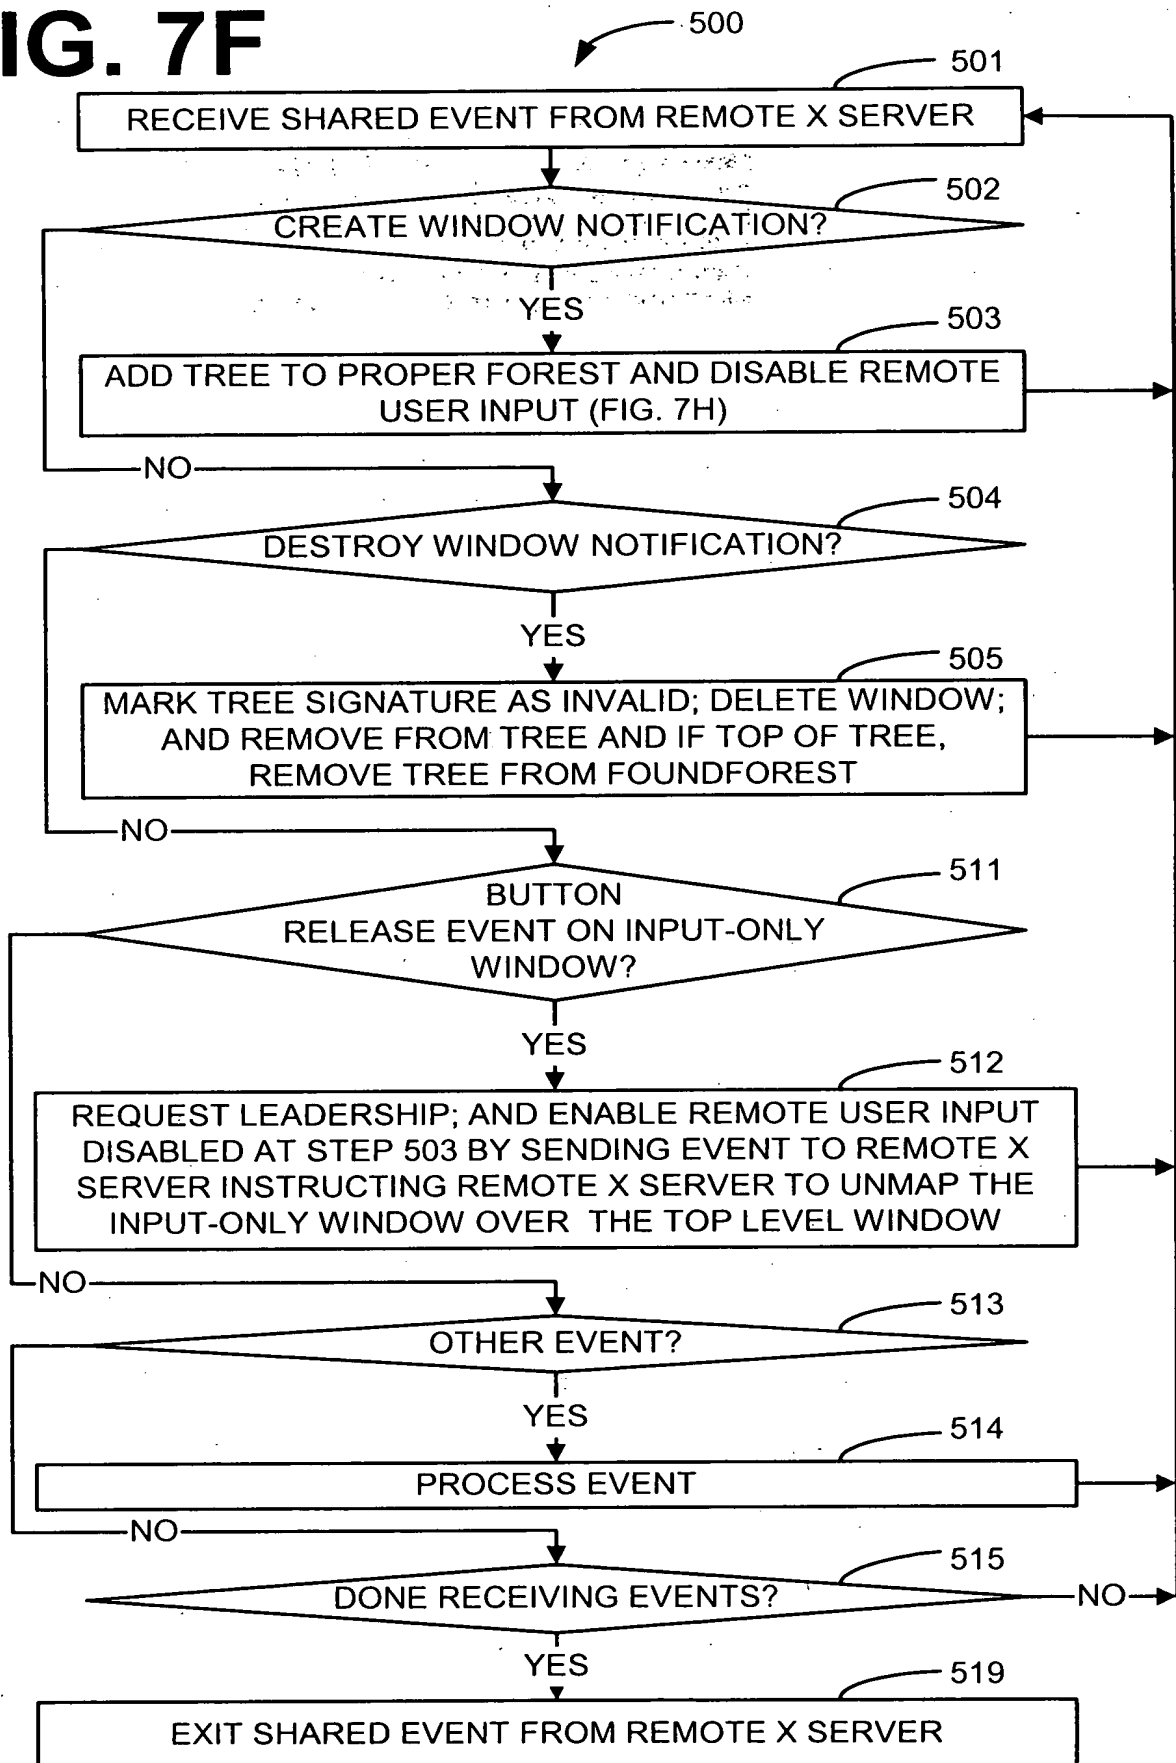 IG. 7F
500
501
RECEIVE SHARED EVENT FROM REMOTE X SERVER
502
CREATE WINDOW NOTIFICATION?
YES
503
ADD TREE TO PROPER FOREST AND DISABLE REMOTE
USER INPUT (FIG. 7H)
NO
504
DESTROY WINDOW NOTIFICATION?
YES
505
MARK TREE SIGNATURE AS INVALID; DELETE WINDOW;
AND REMOVE FROM TREE AND IF TOP OF TREE,
REMOVE TREE FROM FOUNDFOREST
NO
511
BUTTON
RELEASE EVENT ON INPUT-ONLY
WINDOW?
YES
512
REQUEST LEADERSHIP; AND ENABLE REMOTE USER INPUT
DISABLED AT STEP 503 BY SENDING EVENT TO REMOTE X
SERVER INSTRUCTING REMOTE X SERVER TO UNMAP THE
INPUT-ONLY WINDOW OVER THE TOP LEVEL WINDOW
NO
513
OTHER EVENT?
YES
514
PROCESS EVENT
NO
515
DONE RECEIVING EVENTS?
NO
YES
519
EXIT SHARED EVENT FROM REMOTE X SERVER